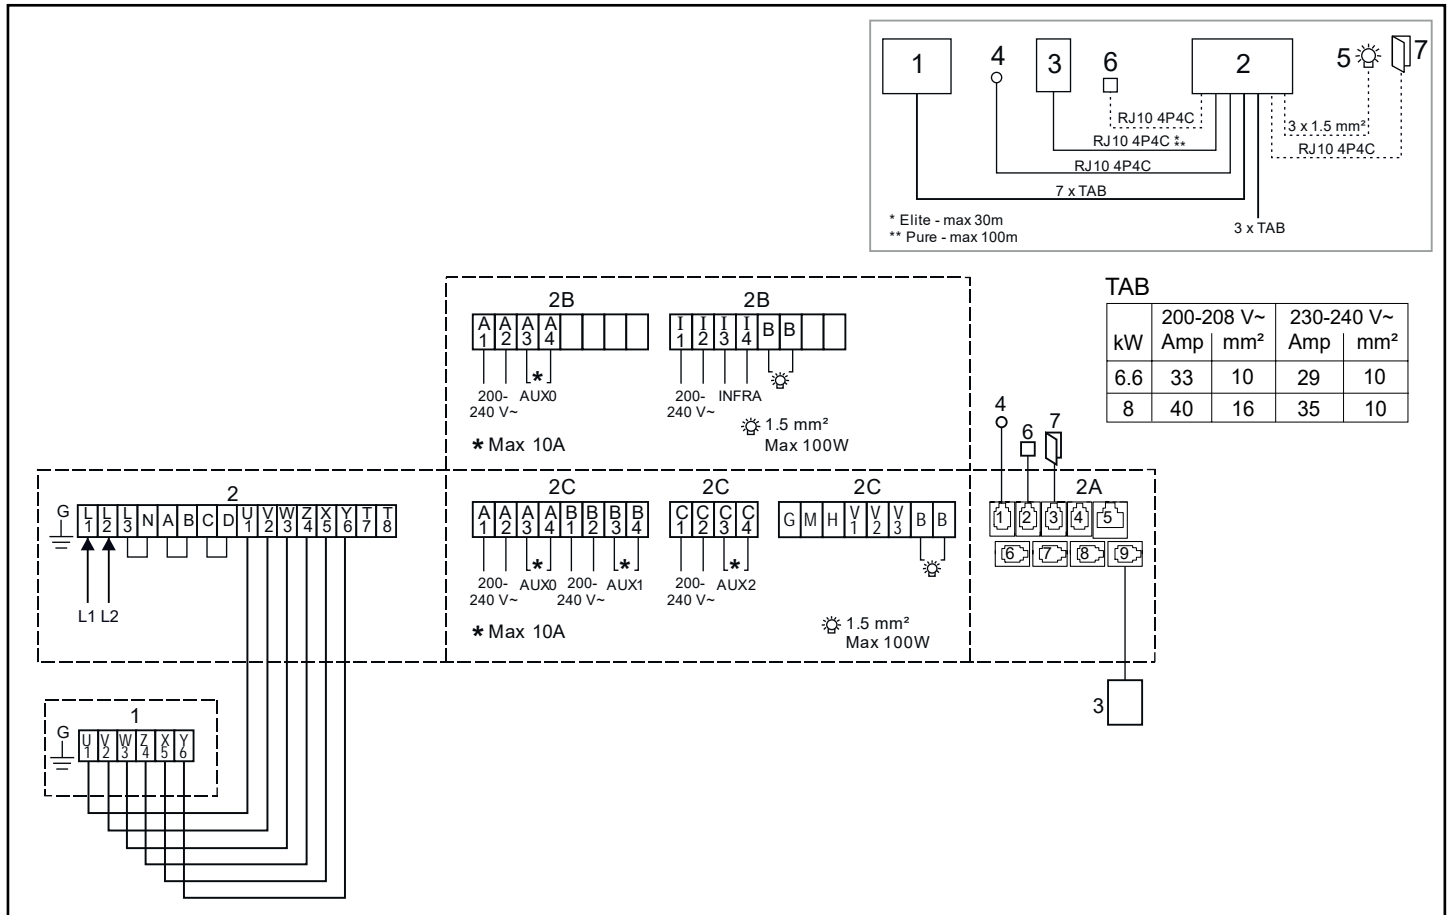 1
4
3
6
2
5
7
RJ10 4P4C
3 x 1.5 mm²
RJ10 4P4C * **
RJ10 4P4C
RJ10 4P4C
7 x TAB
3 x TAB
* Elite - max 30m
** Pure - max 100m
TAB
kW 200-208 V~ 230-240 V~
Amp mm² Amp mm²
6.6 33 10 29 10
8 40 16 35 10
2B
A1 A2 A3 A4
200-240 V~
* AUX0
* Max 10A
2B
I1 I2 I3 I4 B B
200-240 V~
INFRA
1.5 mm²
Max 100W
2
G
L1 L2 L3 N A B C D U1 V2 W3 Z4 X5 Y6 T7 T8
L1 L2
2C
A1 A2 A3 A4 B1 B2 B3 B4
200-240 V~
* AUX0
200-240 V~
* AUX1
* Max 10A
2C
C1 C2 C3 C4
200-240 V~
* AUX2
2C
G M H V1 V2 V3 B B
1.5 mm²
Max 100W
4
6
7
2A
1 2 3 4 5
6 7 8 9
3
1
G
U1 V2 W3 Z4 X5 Y6